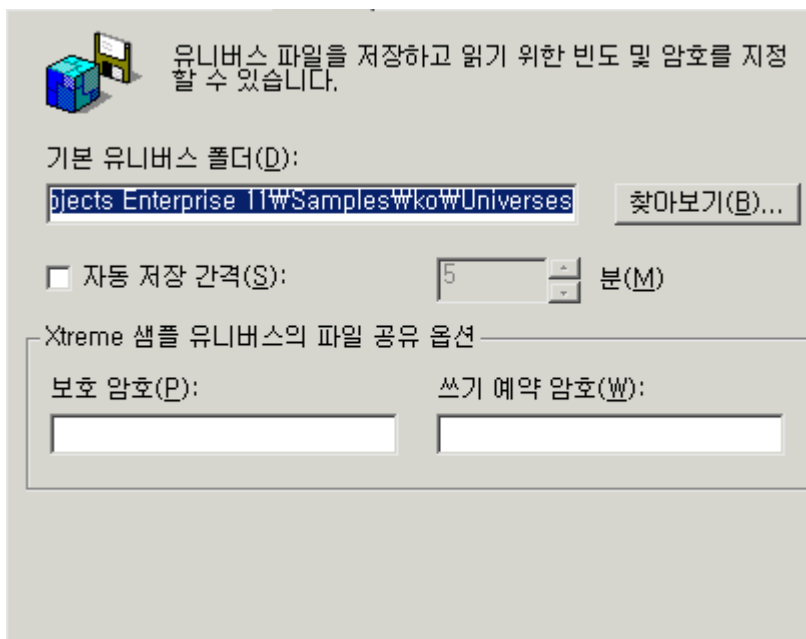 유니버스 파일을 저장하고 읽기 위한 빈도 및 암호를 지정
할 수 있습니다.
기본 유니버스 폴더(D):
bjects Enterprise 11₩Samples₩ko₩Universes
찾아보기(B)...
자동 저장 간격(S):
5
분(M)
Xtreme 샘플 유니버스의 파일 공유 옵션
보호 암호(P):
쓰기 예약 암호(W):